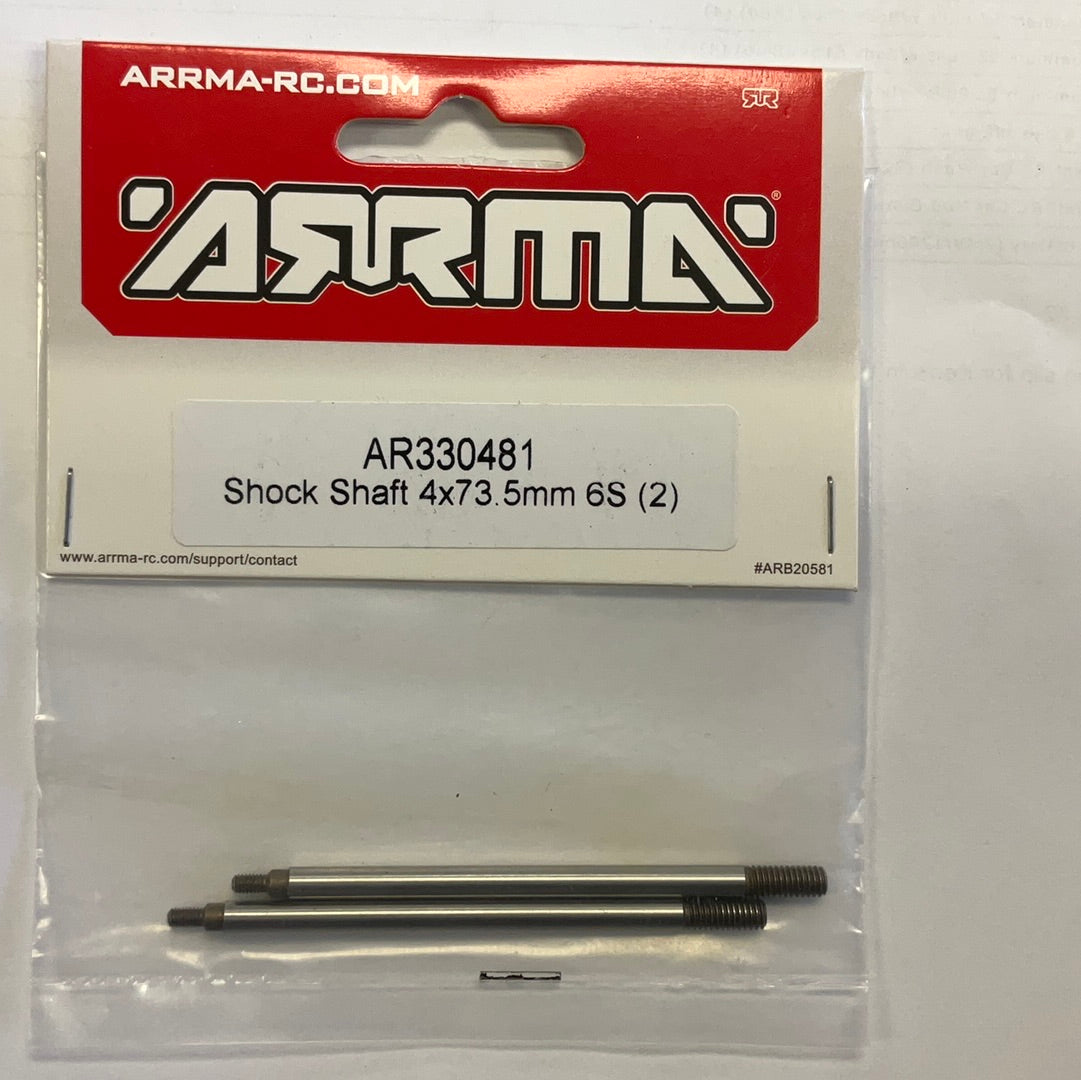 ARRMA-RC.COM
ARRMA®
AR330481
Shock Shaft 4x73.5mm 6S (2)
www.arrma-rc.com/support/contact
#ARB20581